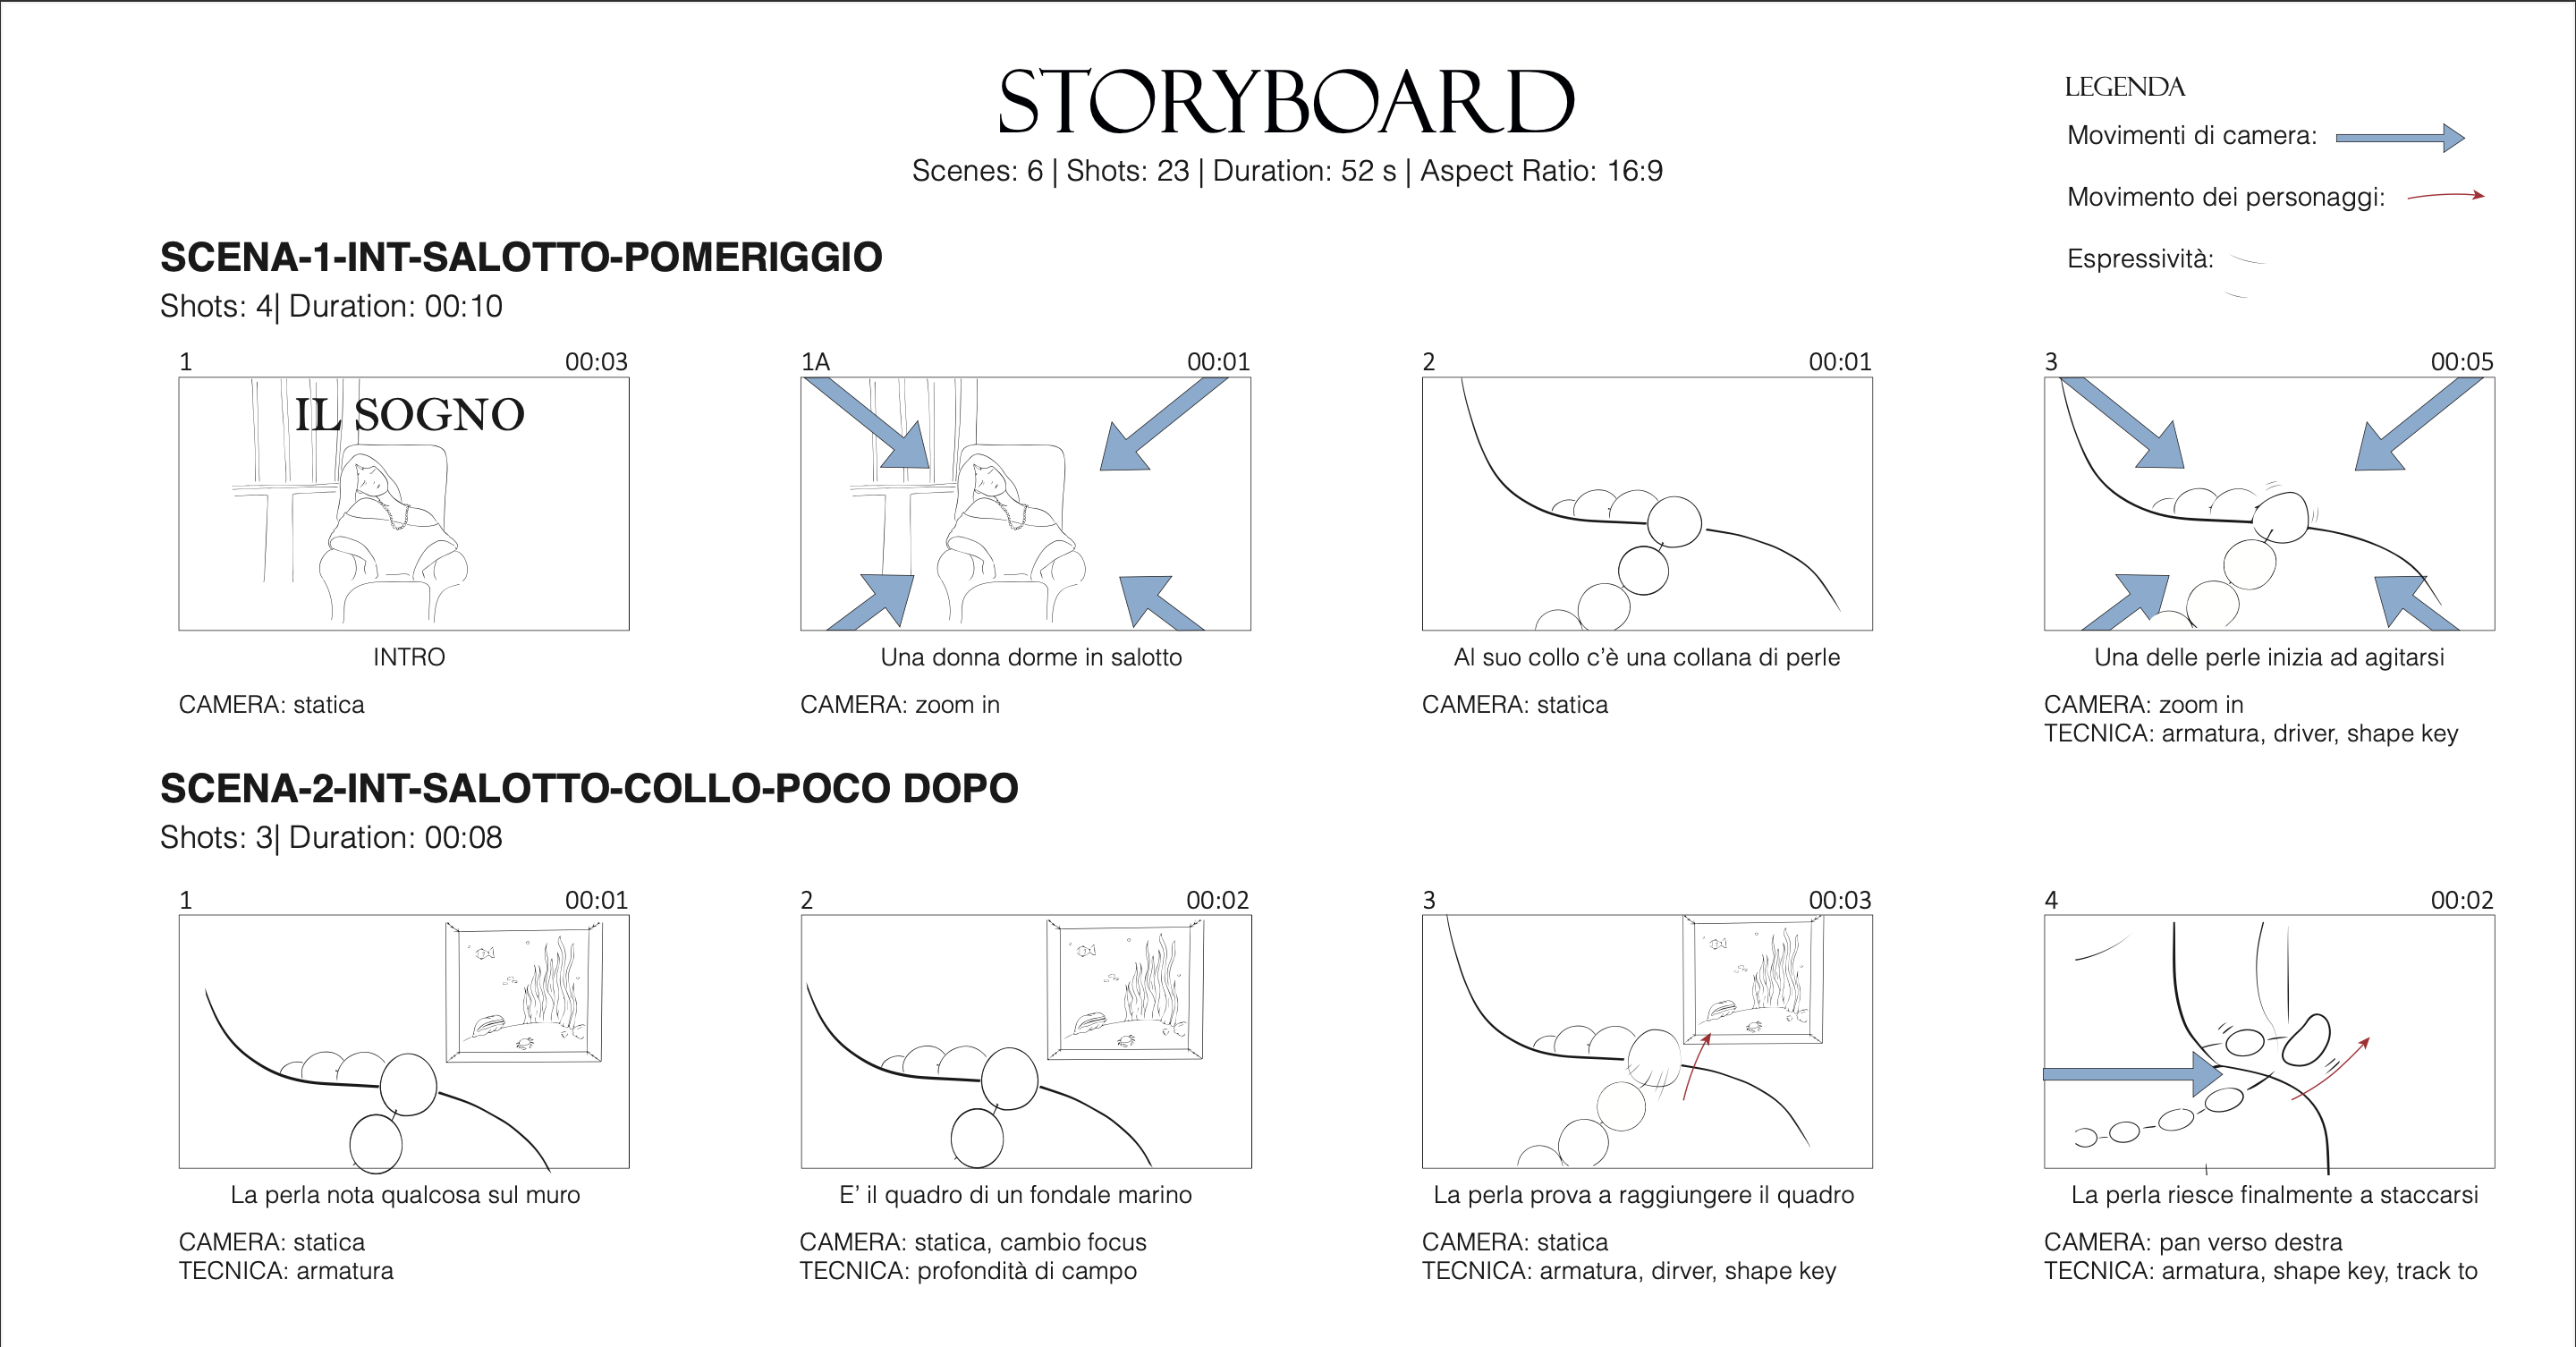 STORYBOARD
Scenes: 6 | Shots: 23 | Duration: 52 s | Aspect Ratio: 16:9
LEGENDA
Movimenti di camera:
Movimento dei personaggi:
Espressività:
SCENA-1-INT-SALOTTO-POMERIGGIO
Shots: 4| Duration: 00:10
1 00:03
IL SOGNO
INTRO
CAMERA: statica
1A 00:01
Una donna dorme in salotto
CAMERA: zoom in
2 00:01
Al suo collo c’è una collana di perle
CAMERA: statica
3 00:05
Una delle perle inizia ad agitarsi
CAMERA: zoom in
TECNICA: armatura, driver, shape key
SCENA-2-INT-SALOTTO-COLLO-POCO DOPO
Shots: 3| Duration: 00:08
1 00:01
La perla nota qualcosa sul muro
CAMERA: statica
TECNICA: armatura
2 00:02
E’ il quadro di un fondale marino
CAMERA: statica, cambio focus
TECNICA: profondità di campo
3 00:03
La perla prova a raggiungere il quadro
CAMERA: statica
TECNICA: armatura, dirver, shape key
4 00:02
La perla riesce finalmente a staccarsi
CAMERA: pan verso destra
TECNICA: armatura, shape key, track to